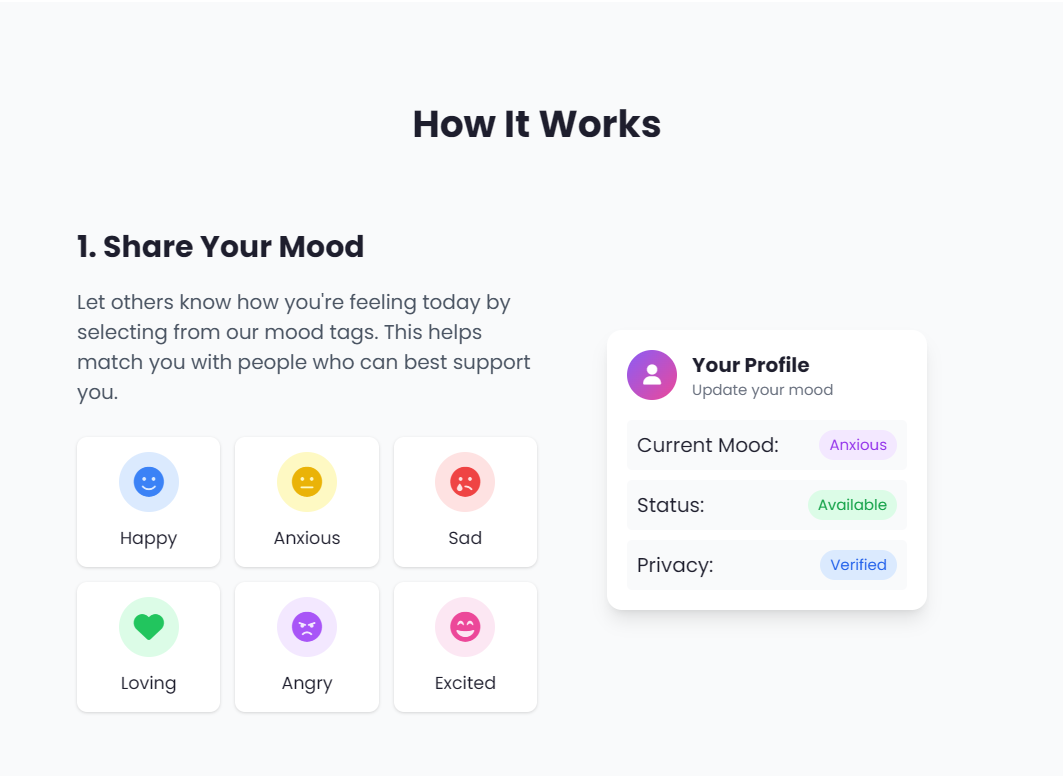 How It Works
1. Share Your Mood
Let others know how you're feeling today by
selecting from our mood tags. This helps
match you with people who can best support
you.
Happy
Anxious
Sad
Loving
Angry
Excited
Your Profile
Update your mood
Current Mood: Anxious
Status: Available
Privacy: Verified